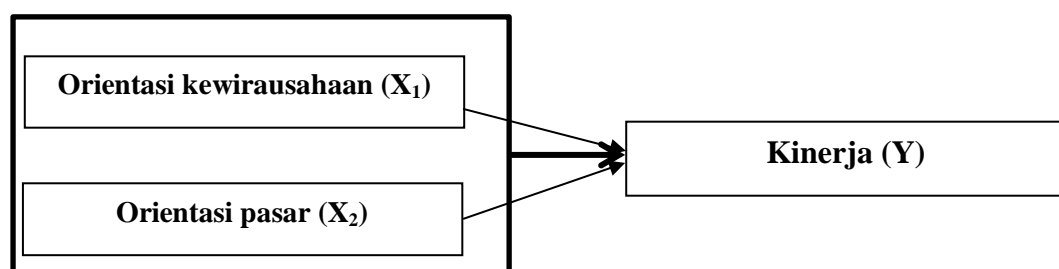 Orientasi kewirausahaan (X₁)
Kinerja (Y)
Orientasi pasar (X₂)